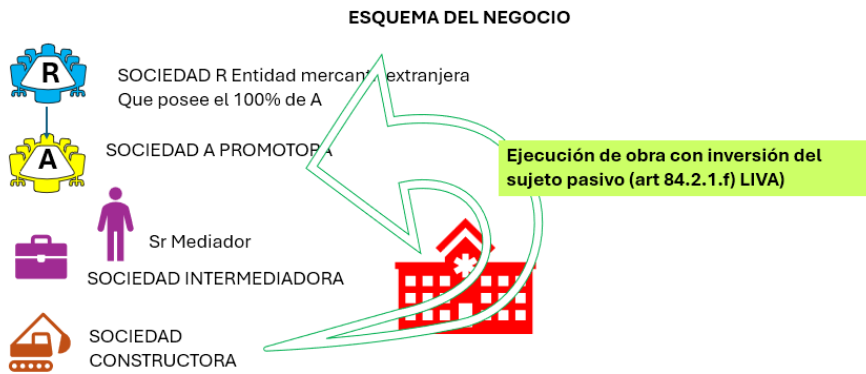 ESQUEMA DEL NEGOCIO
R
SOCIEDAD R Entidad mercant extranjera
Que posee el 100% de A
A
SOCIEDAD A PROMOTORA
Ejecución de obra con inversión del
sujeto pasivo (art 84.2.1.f) LIVA)
Sr Mediador
SOCIEDAD INTERMEDIADORA
SOCIEDAD
CONSTRUCTORA